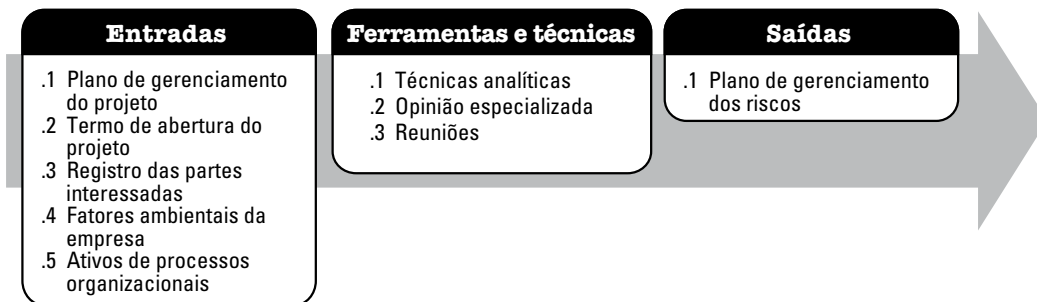 Entradas
.1 Plano de gerenciamento
do projeto
.2 Termo de abertura do
projeto
.3 Registro das partes
interessadas
.4 Fatores ambientais da
empresa
.5 Ativos de processos
organizacionais
Ferramentas e técnicas
.1 Técnicas analíticas
.2 Opinião especializada
.3 Reuniões
Saídas
.1 Plano de gerenciamento
dos riscos